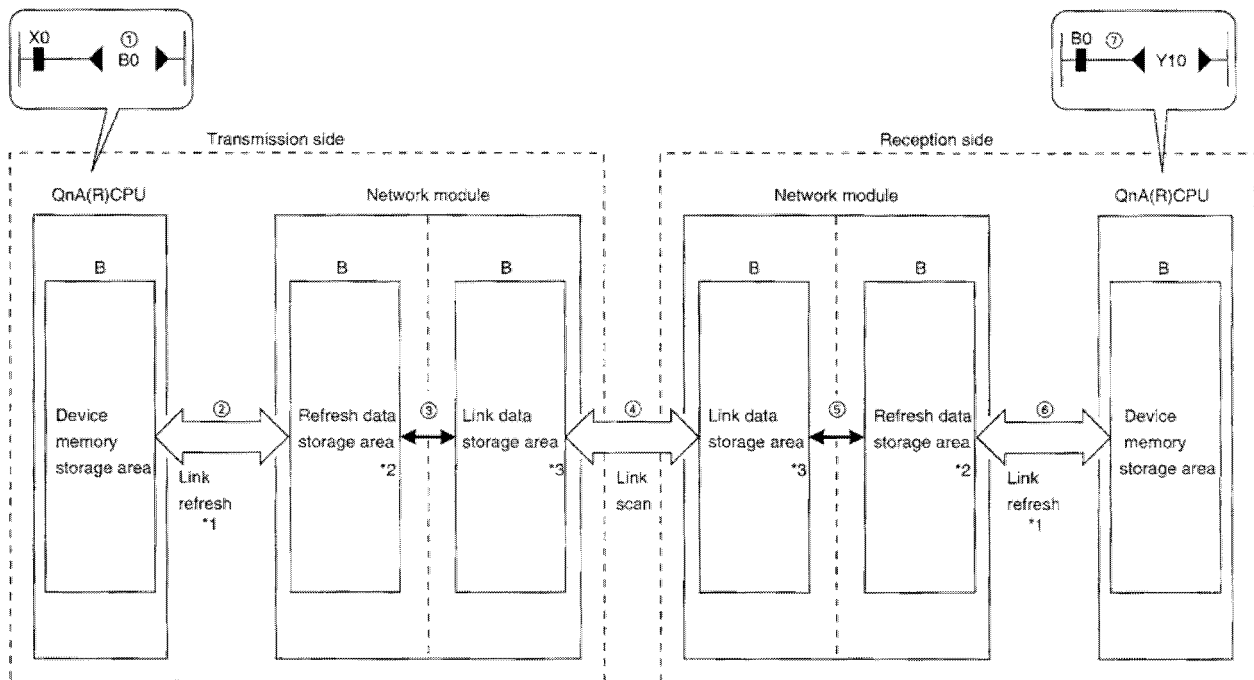 X0
①
B0
B0
⑦
Y10
Transmission side
Reception side
QnA(R)CPU
Network module
Network module
QnA(R)CPU
B
B
B
B
B
B
Device
memory
storage area
②
Link
refresh
*1
Refresh data
storage area
*2
③
Link data
storage area
*3
④
Link
scan
Link data
storage area
*3
⑤
Refresh data
storage area
*2
⑥
Link
refresh
*1
Device
memory
storage area